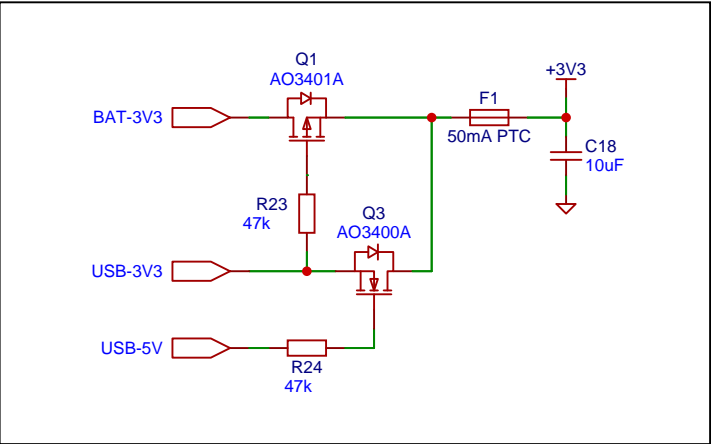 Q1
AO3401A
BAT-3V3
F1
50mA PTC
+3V3
C18
10uF
R23
47k
Q3
AO3400A
USB-3V3
USB-5V
R24
47k